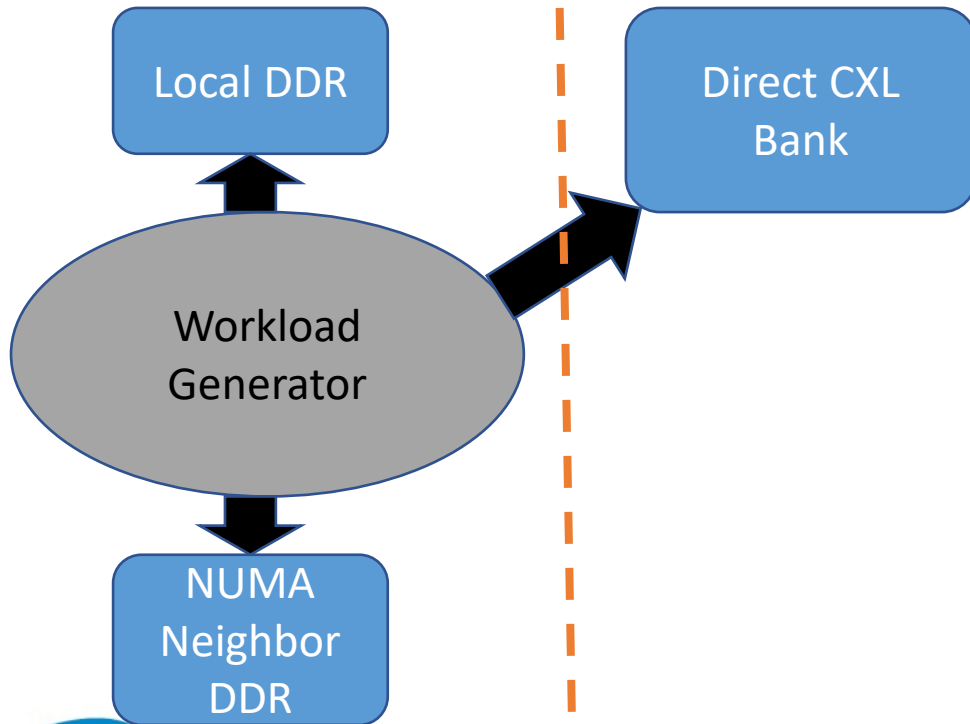 Local DDR
Direct CXL
Bank
Workload
Generator
NUMA
Neighbor
DDR